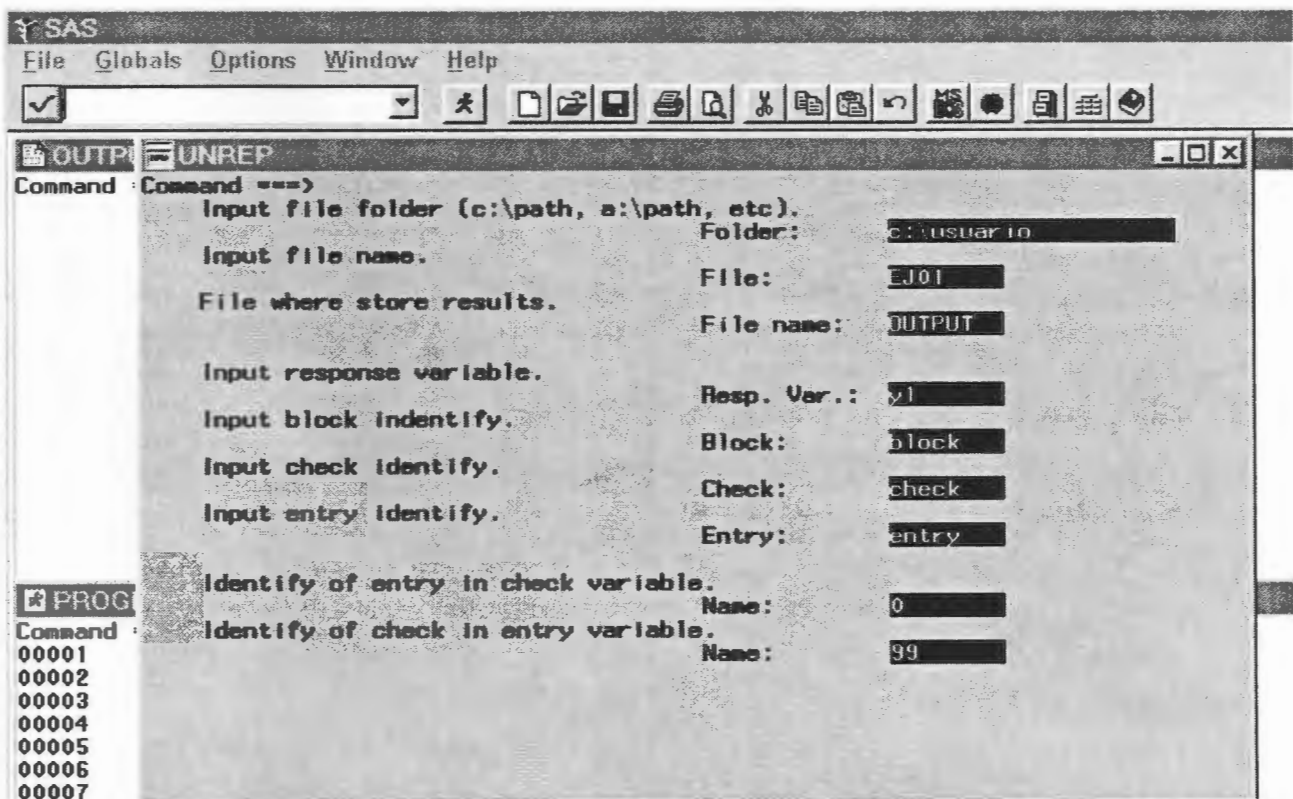 SAS
File Globals Options Window Help
OUTPU UNREP
Command Command ===>
Input file folder (c:\path, a:\path, etc).
Folder: c:\usuario
Input file name.
File: EJ01
File where store results.
File name: OUTPUT
Input response variable.
Resp. Var.: y1
Input block indentify.
Block: block
Input check identify.
Check: check
Input entry identify.
Entry: entry
Identify of entry in check variable.
Name: 0
Identify of check in entry variable.
Name: 99
PROG
Command
00001
00002
00003
00004
00005
00006
00007